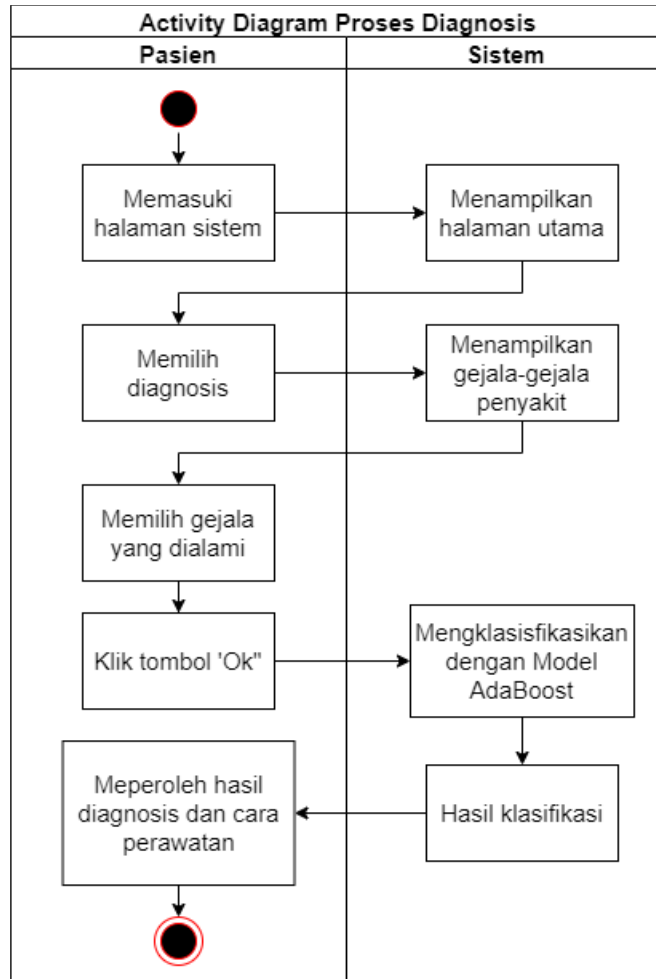 Activity Diagram Proses Diagnosis
Pasien
Sistem
Memasuki
halaman sistem
Menampilkan
halaman utama
Memilih
diagnosis
Menampilkan
gejala-gejala
penyakit
Memilih gejala
yang dialami
Klik tombol 'Ok"
Mengklasisfikasikan
dengan Model
AdaBoost
Hasil klasifikasi
Meperoleh hasil
diagnosis dan cara
perawatan